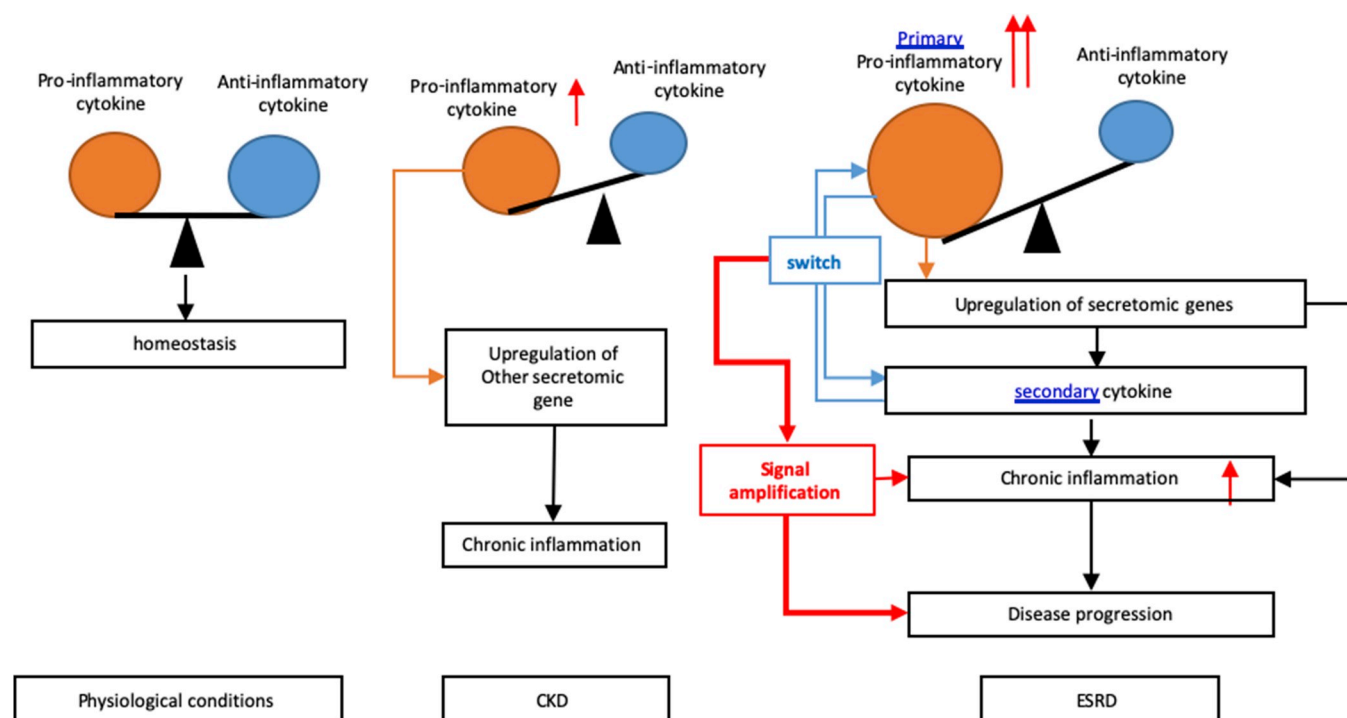 Pro-inflammatory
cytokine
Anti-inflammatory
cytokine
homeostasis
Physiological conditions
Pro-inflammatory
cytokine
Anti-inflammatory
cytokine
Upregulation of
Other secretomic
gene
Chronic inflammation
CKD
Primary
Pro-inflammatory
cytokine
Anti-inflammatory
cytokine
switch
Upregulation of secretomic genes
secondary cytokine
Signal
amplification
Chronic inflammation
Disease progression
ESRD